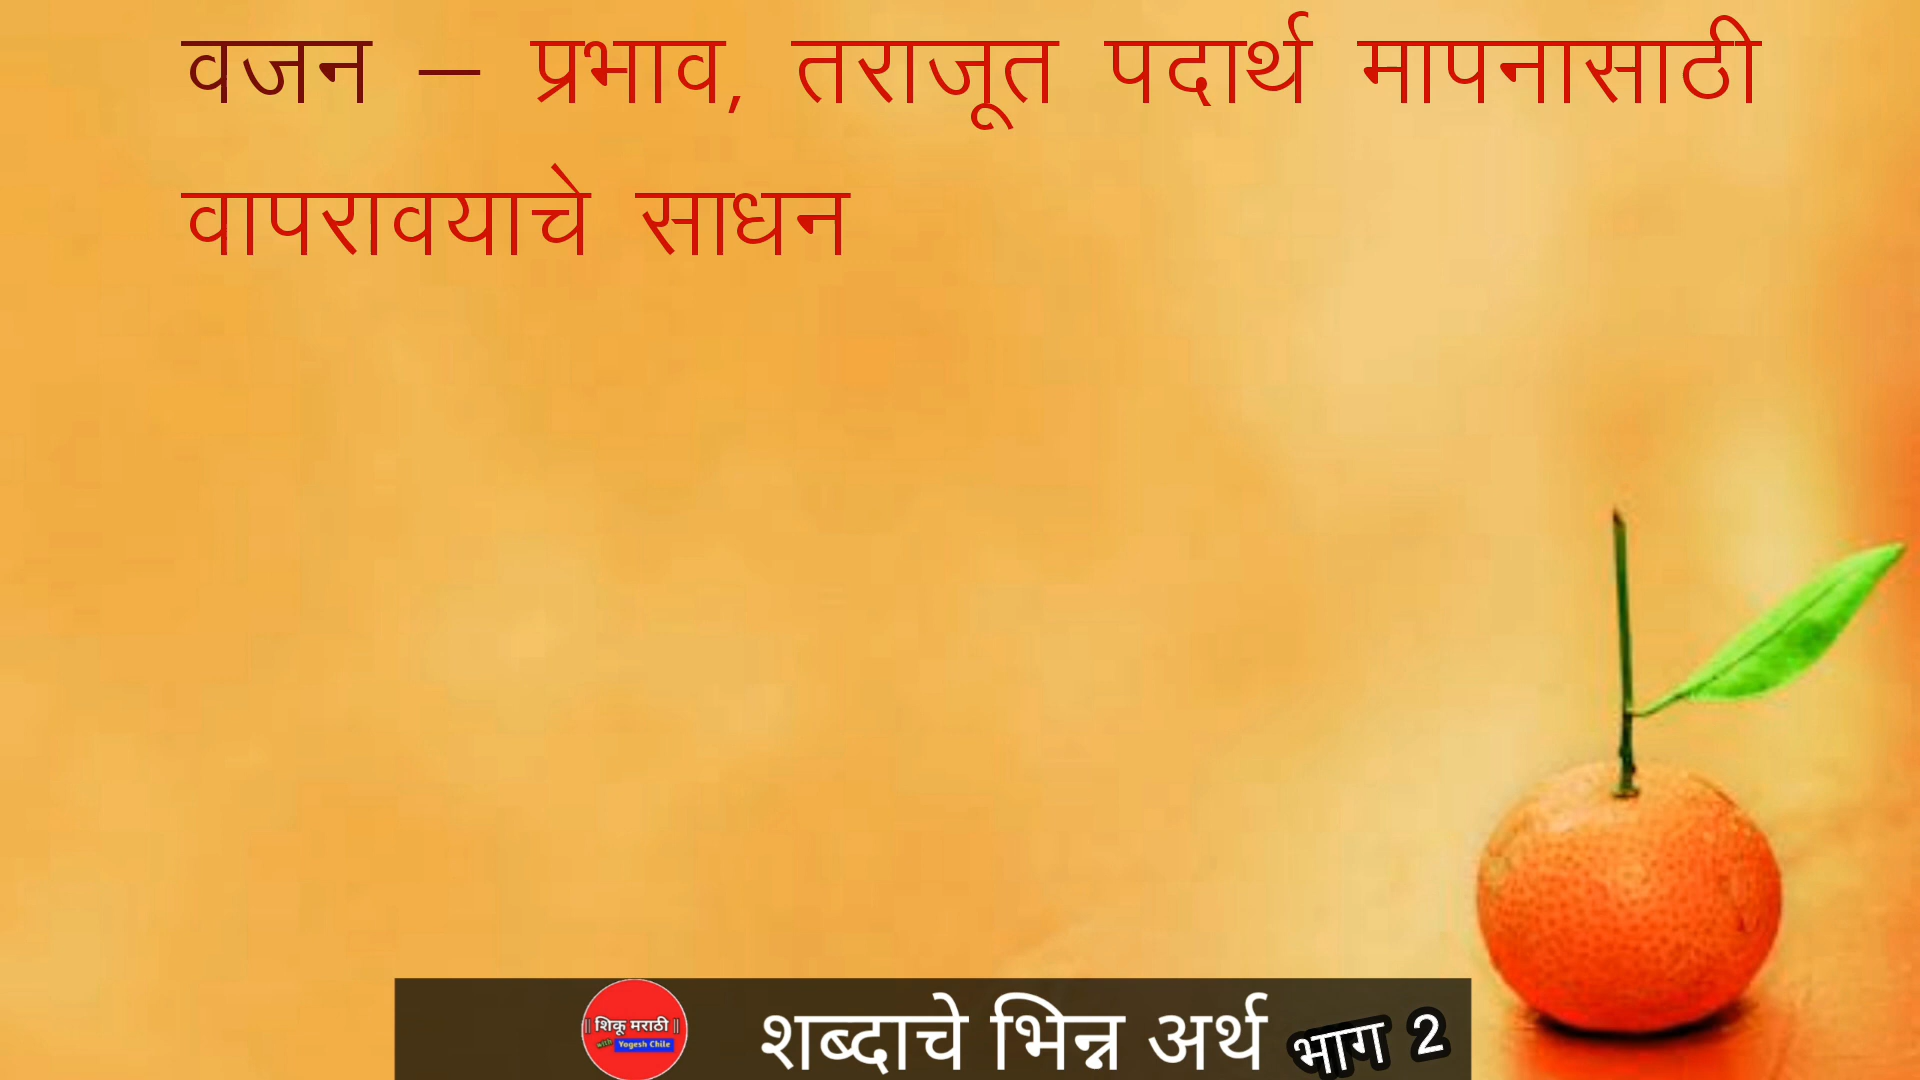 वजन – प्रभाव, तराजूत पदार्थ मापनासाठी
वापरावयाचे साधन
|| शिकू मराठी ||
with Yogesh Chile
शब्दाचे भिन्न अर्थ भाग 2